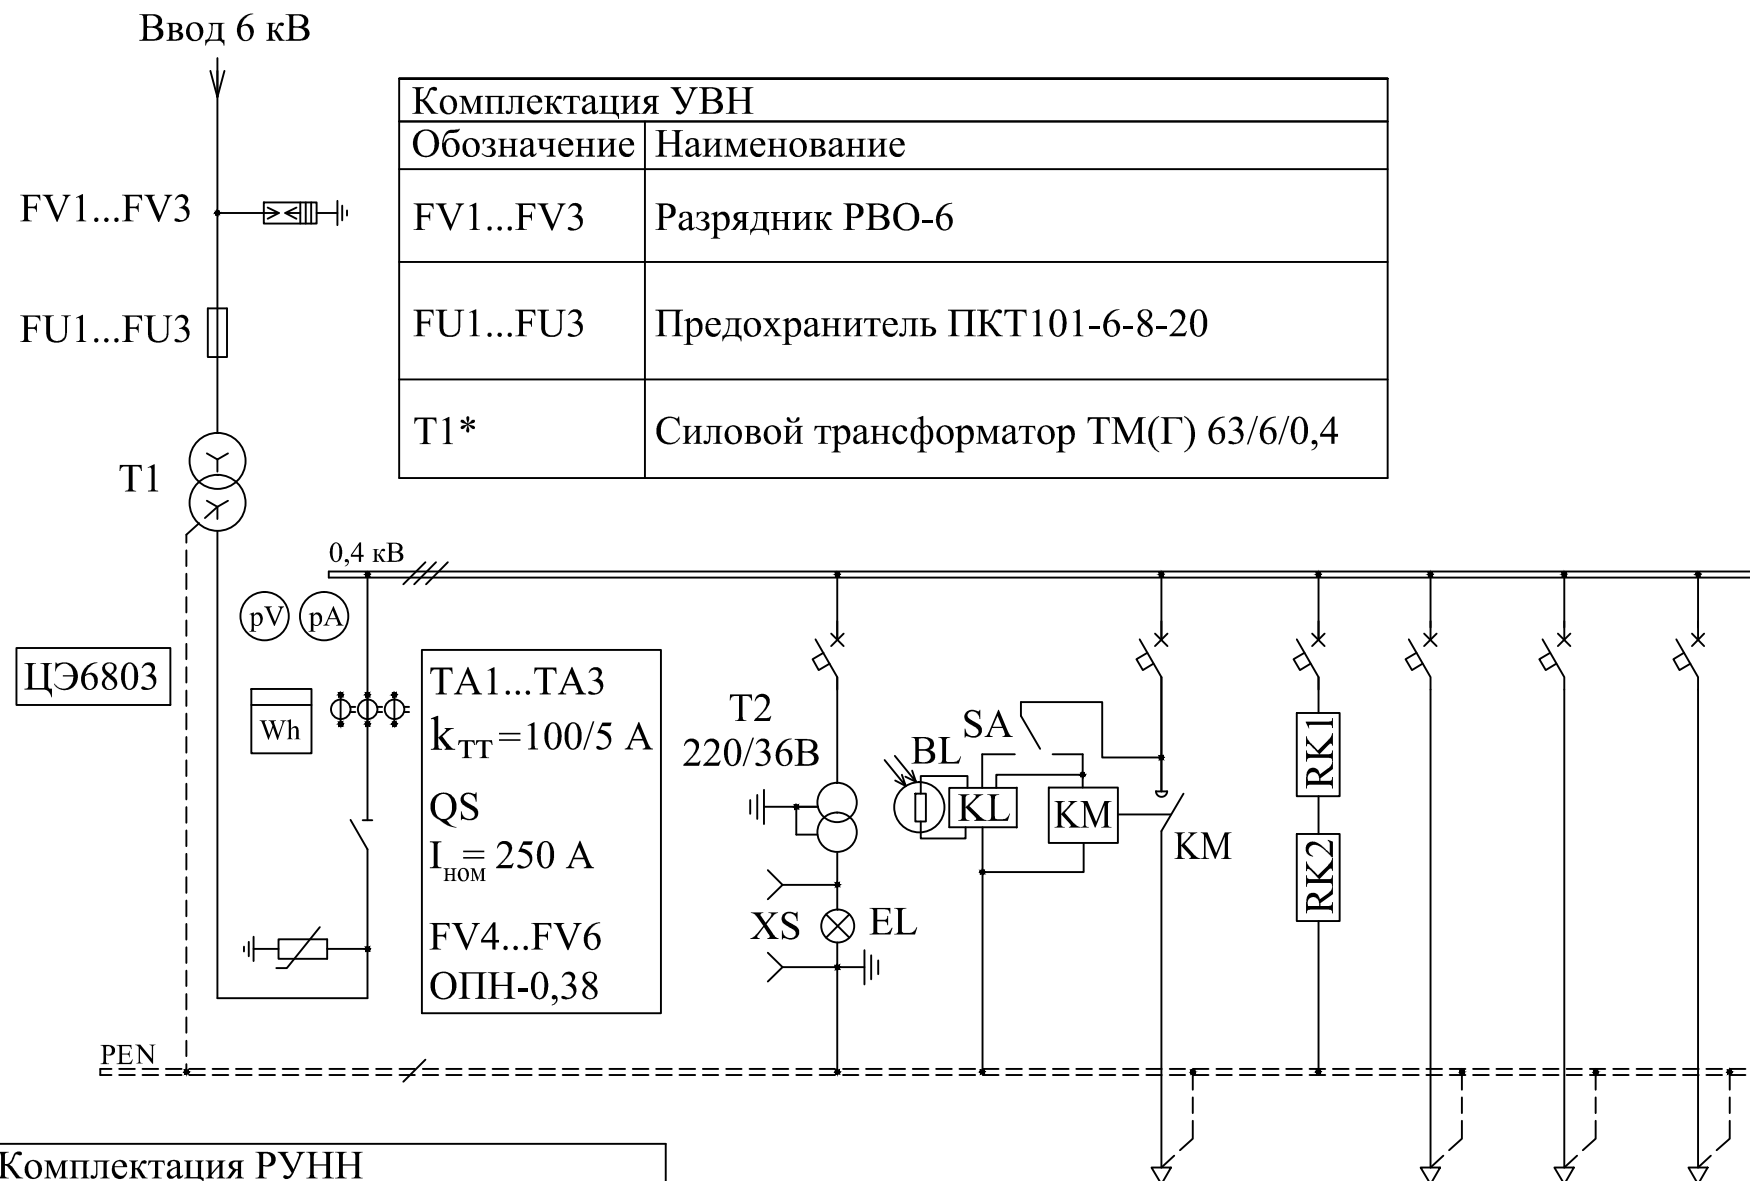 Ввод 6 кВ
Комплектация УВН
Обозначение Наименование
FV1...FV3
FV1...FV3 Разрядник РВО-6
FU1...FU3
FU1...FU3 Предохранитель ПКТ101-6-8-20
T1
T1* Силовой трансформатор ТМ(Г) 63/6/0,4
0,4 кВ
pV pA
ЦЭ6803
Wh
TA1...TA3
kтт=100/5 А
QS
Iном= 250 А
FV4...FV6
ОПН-0,38
T2
220/36В
XS
EL
BL
SA
KL
KM
KM
RK1
RK2
PEN
Комплектация РУНН